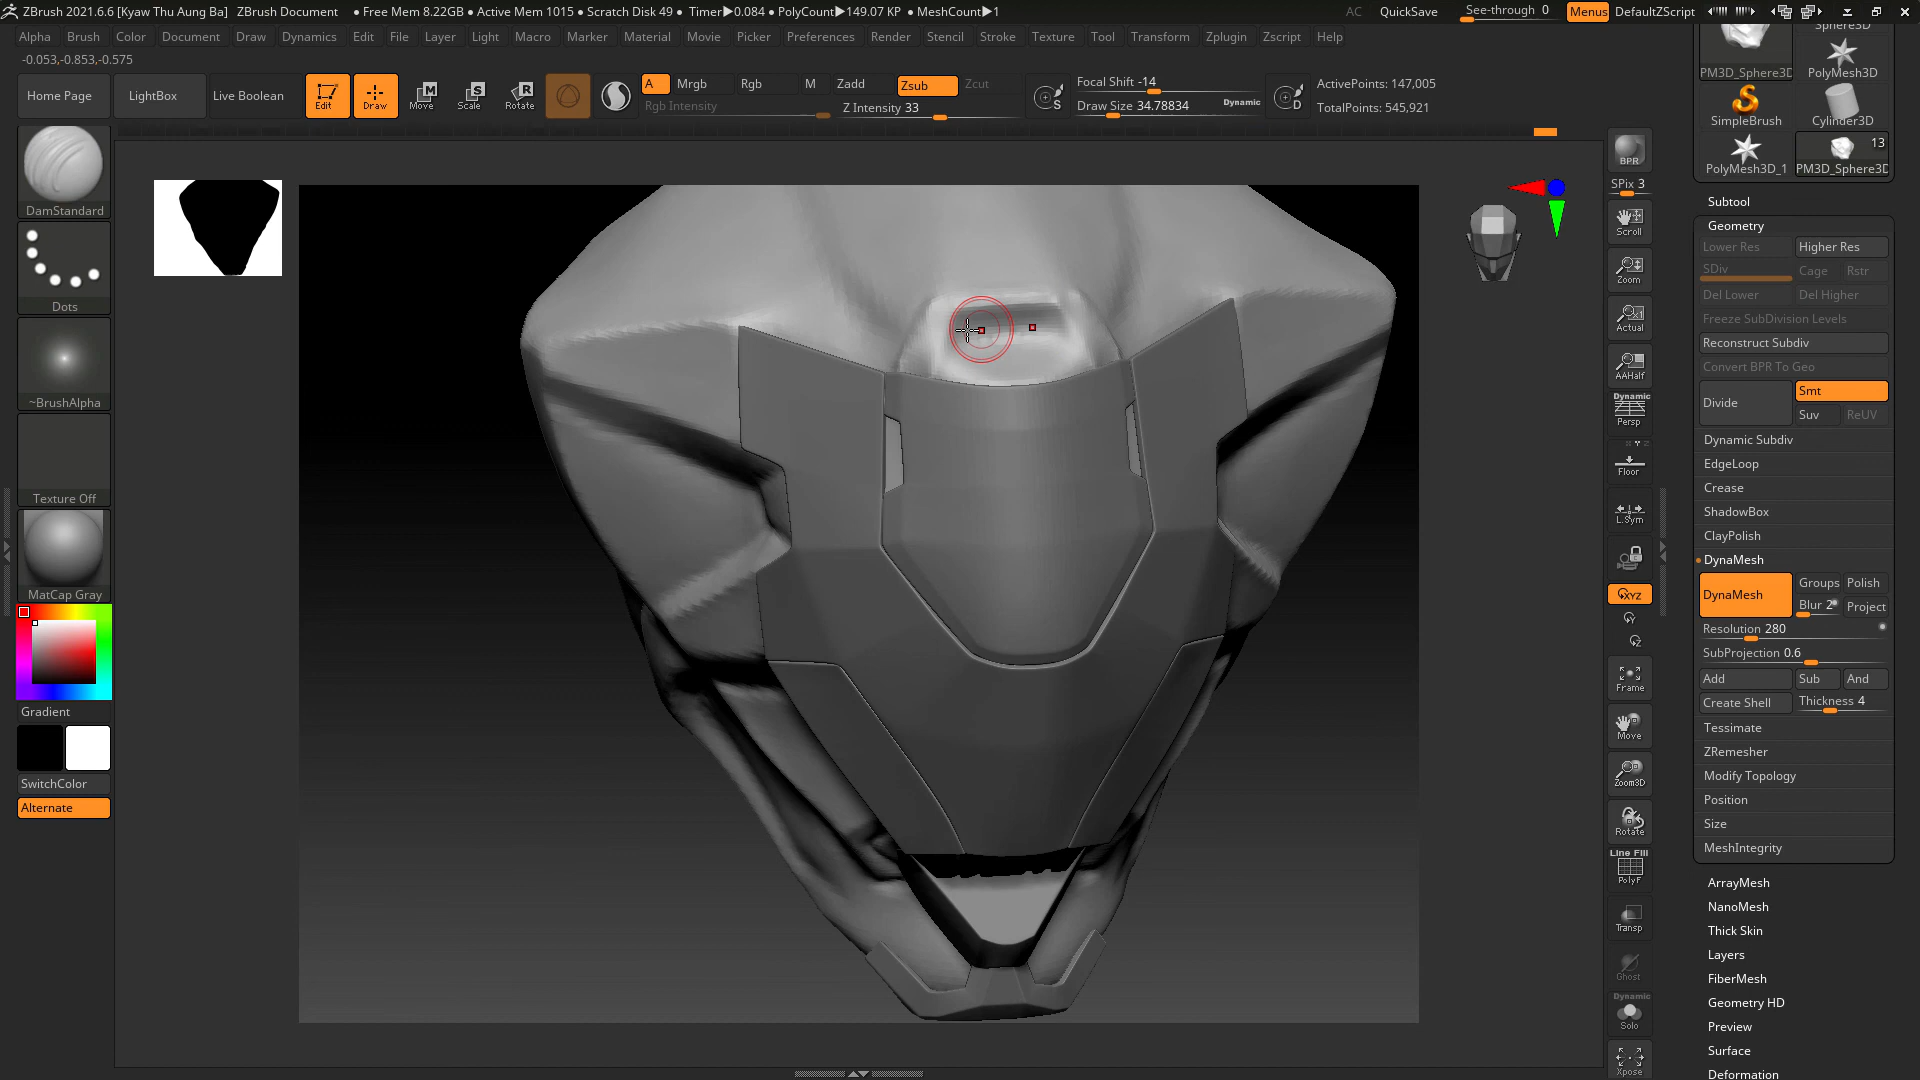 ZBrush 2021.6.6 [Kyaw Thu Aung Ba] ZBrush Document • Free Mem 8.22GB • Active Mem 1015 • Scratch Disk 49 • Timer▶0.084 • PolyCount▶149.07 KP • MeshCount▶1 AC QuickSave See-through 0 Menus DefaultZScript
Alpha Brush Color Document Draw Dynamics Edit File Layer Light Macro Marker Material Movie Picker Preferences Render Stencil Stroke Texture Tool Transform Zplugin Zscript Help
-0.053,-0.853,-0.575
Home Page LightBox Live Boolean Edit Draw Move Scale Rotate
A Mrgb Rgb M Zadd Zsub Zcut
Rgb Intensity Z Intensity 33
Focal Shift -14
Draw Size 34.78834 Dynamic
S
D
ActivePoints: 147,005
TotalPoints: 545,921
DamStandard
Dots
~BrushAlpha
Texture Off
MatCap Gray
Gradient
SwitchColor
Alternate
BPR
SPix 3
Scroll
Zoom
Actual
AAHalf
Dynamic
Persp
Floor
L.Sym
XYZ
Y
Z
Frame
Move
Zoom3D
Rotate
Line Fill
PolyF
Transp
Ghost
Dynamic
Solo
Xpose
Sphere3D
PM3D_Sphere3D PolyMesh3D
SimpleBrush Cylinder3D
13
PolyMesh3D_1 PM3D_Sphere3D
Subtool
Geometry
Lower Res Higher Res
SDiv Cage Rstr
Del Lower Del Higher
Freeze SubDivision Levels
Reconstruct Subdiv
Convert BPR To Geo
Divide Smt
Suv ReUV
Dynamic Subdiv
EdgeLoop
Crease
ShadowBox
ClayPolish
DynaMesh
DynaMesh Groups Polish
Blur 2 Project
Resolution 280
SubProjection 0.6
Add Sub And
Create Shell Thickness 4
Tessimate
ZRemesher
Modify Topology
Position
Size
MeshIntegrity
ArrayMesh
NanoMesh
Thick Skin
Layers
FiberMesh
Geometry HD
Preview
Surface
Deformation